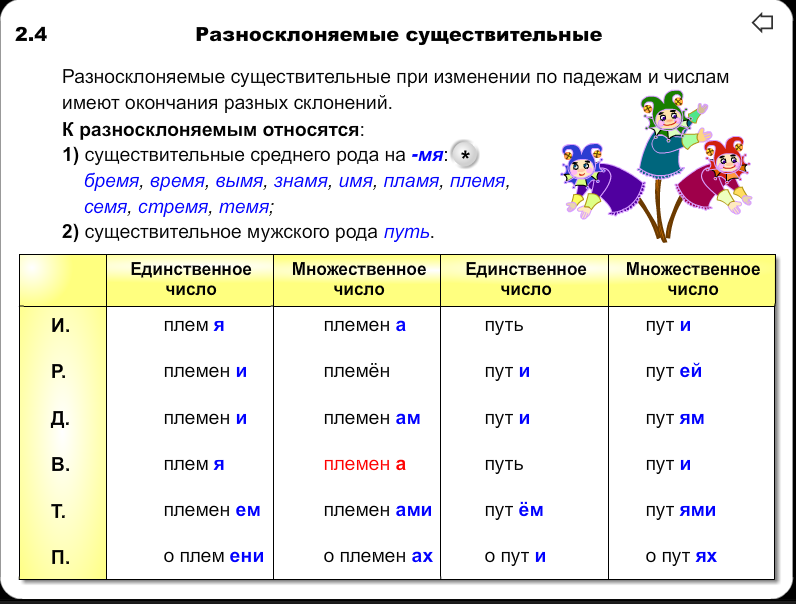 2.4 Разносклоняемые существительные
Разносклоняемые существительные при изменении по падежам и числам
имеют окончания разных склонений.
К разносклоняемым относятся:
1) существительные среднего рода на -мя: *
бремя, время, вымя, знамя, имя, пламя, племя,
семя, стремя, темя;
2) существительное мужского рода путь.
Единственное число Множественное число Единственное число Множественное число
И. плем я племен а путь пут и
Р. племен и племён пут и пут ей
Д. племен и племен ам пут и пут ям
В. плем я племен а путь пут и
Т. племен ем племен ами пут ём пут ями
П. о плем ени о племен ах о пут и о пут ях